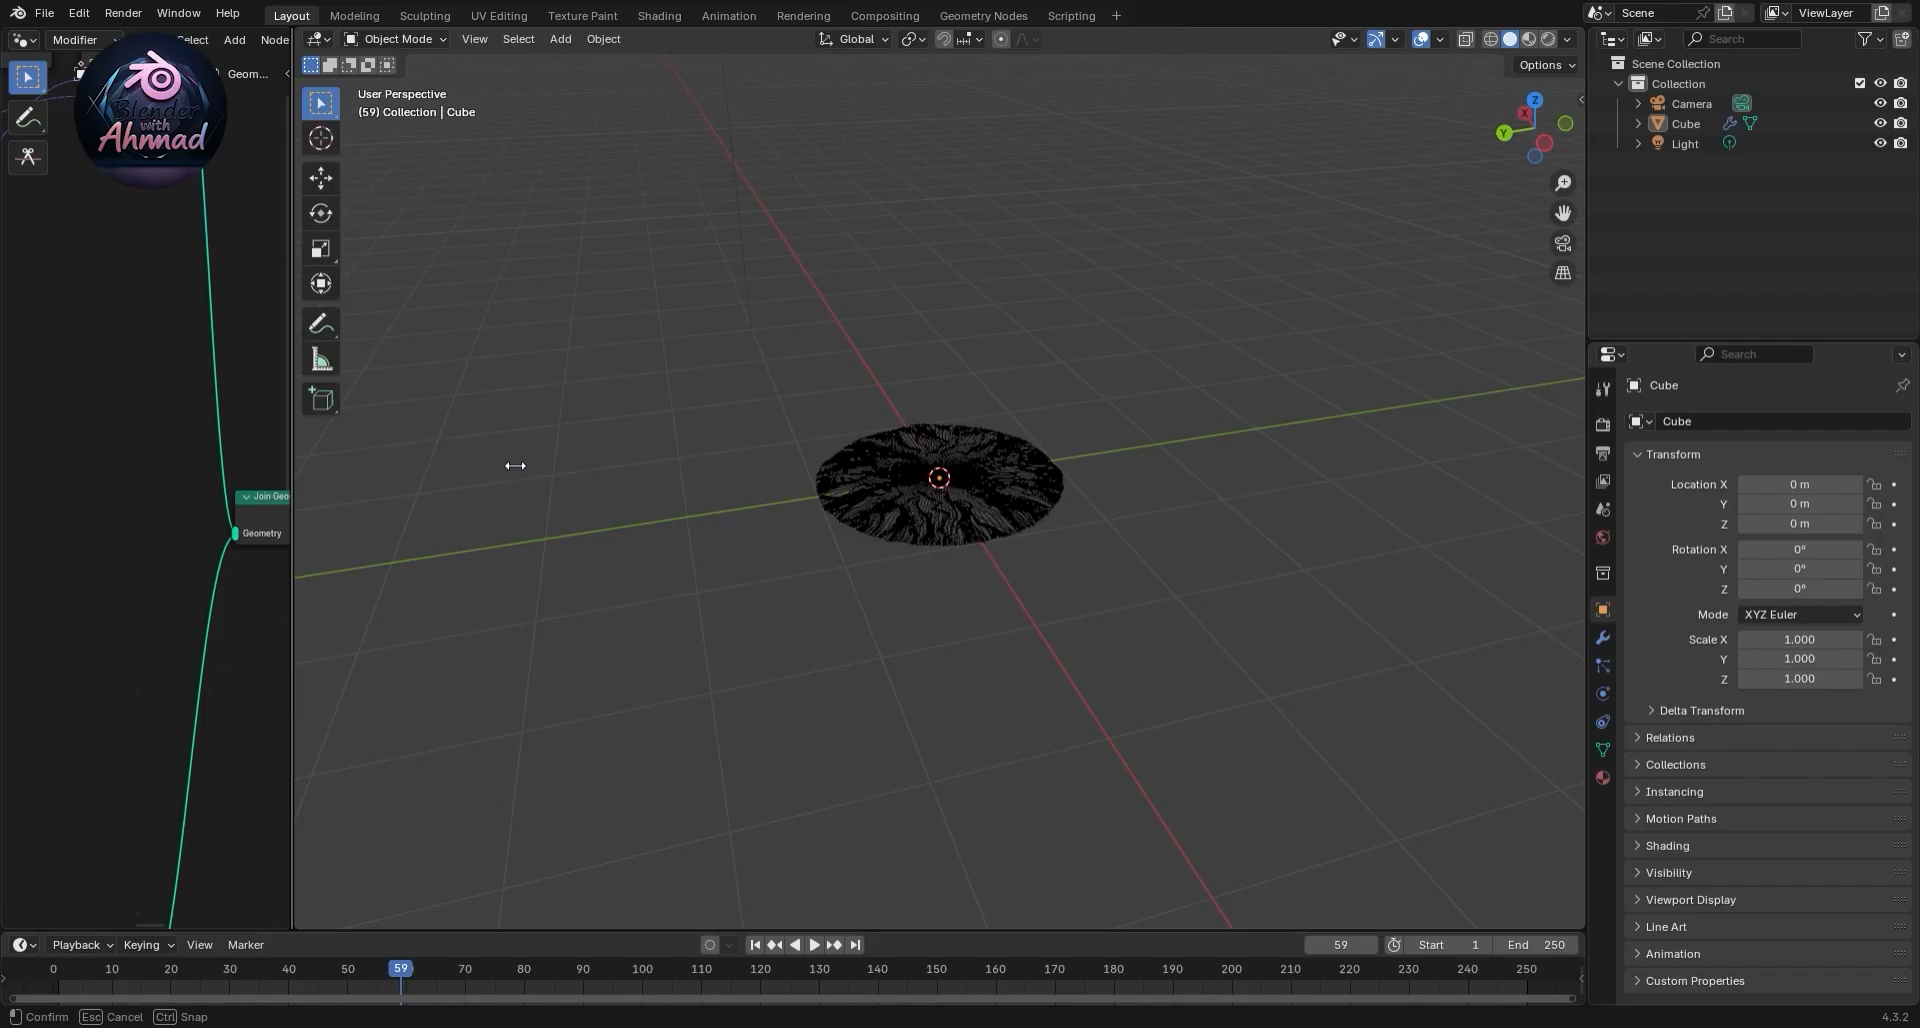 File Edit Render Window Help
Layout Modeling Sculpting UV Editing Texture Paint Shading Animation Rendering Compositing Geometry Nodes Scripting +
Scene
ViewLayer
Modifier
Select Add Node
Object Mode
View Select Add Object
Global
Search
Geom...
Options
Blender
with
Ahmad
User Perspective
(59) Collection | Cube
Z
X
Y
Scene Collection
Collection
Camera
Cube
Light
Search
Cube
Cube
Transform
Location X 0 m
Y 0 m
Z 0 m
Rotation X 0°
Y 0°
Z 0°
Mode XYZ Euler
Scale X 1.000
Y 1.000
Z 1.000
Delta Transform
Relations
Collections
Instancing
Motion Paths
Shading
Visibility
Viewport Display
Line Art
Animation
Custom Properties
Join Geo
Geometry
Playback Keying View Marker
59 Start 1 End 250
0 10 20 30 40 50 59 70 80 90 100 110 120 130 140 150 160 170 180 190 200 210 220 230 240 250
Confirm Esc Cancel Ctrl Snap
4.3.2